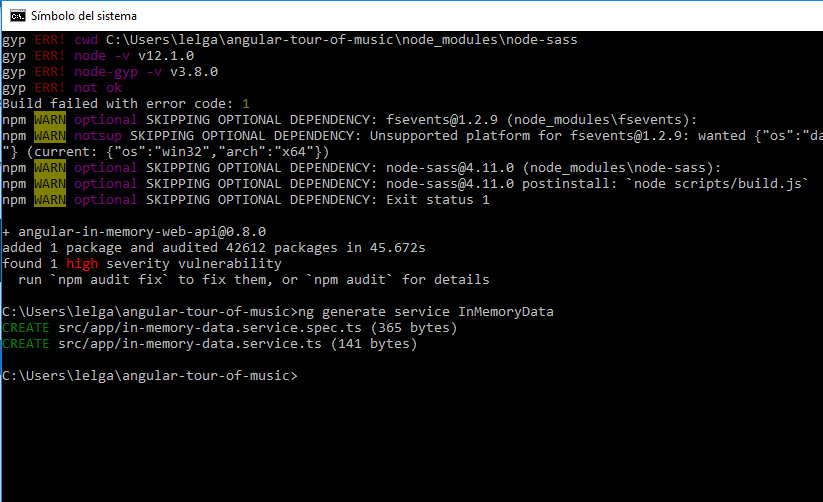 Símbolo del sistema
gyp ERR! cwd C:\Users\lelga\angular-tour-of-music\node_modules\node-sass
gyp ERR! node -v v12.1.0
gyp ERR! node-gyp -v v3.8.0
gyp ERR! not ok
Build failed with error code: 1
npm WARN optional SKIPPING OPTIONAL DEPENDENCY: fsevents@1.2.9 (node_modules\fsevents):
npm WARN notsup SKIPPING OPTIONAL DEPENDENCY: Unsupported platform for fsevents@1.2.9: wanted {"os":"da
"} (current: {"os":"win32","arch":"x64"})
npm WARN optional SKIPPING OPTIONAL DEPENDENCY: node-sass@4.11.0 (node_modules\node-sass):
npm WARN optional SKIPPING OPTIONAL DEPENDENCY: node-sass@4.11.0 postinstall: `node scripts/build.js`
npm WARN optional SKIPPING OPTIONAL DEPENDENCY: Exit status 1
+ angular-in-memory-web-api@0.8.0
added 1 package and audited 42612 packages in 45.672s
found 1 high severity vulnerability
run `npm audit fix` to fix them, or `npm audit` for details
C:\Users\lelga\angular-tour-of-music>ng generate service InMemoryData
CREATE src/app/in-memory-data.service.spec.ts (365 bytes)
CREATE src/app/in-memory-data.service.ts (141 bytes)
C:\Users\lelga\angular-tour-of-music>